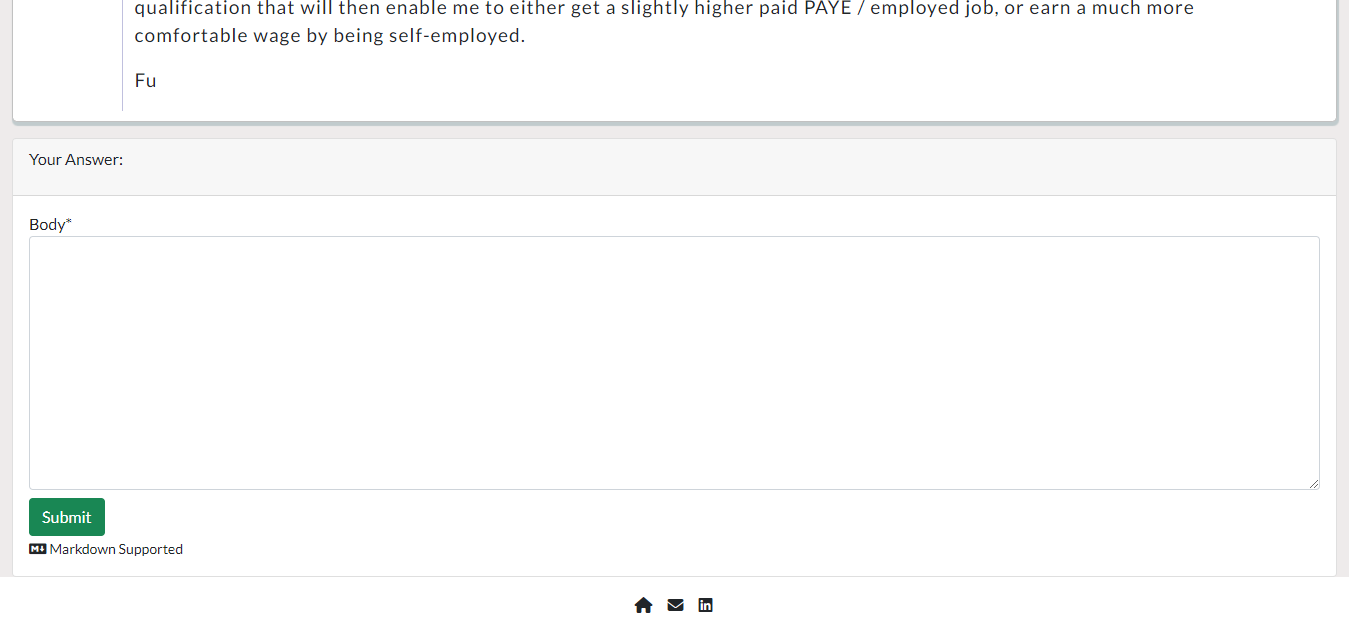 qualification that will then enable me to either get a slightly higher paid PAYE / employed job, or earn a much more
comfortable wage by being self-employed.
Fu
Your Answer:
Body*
Submit
Markdown Supported